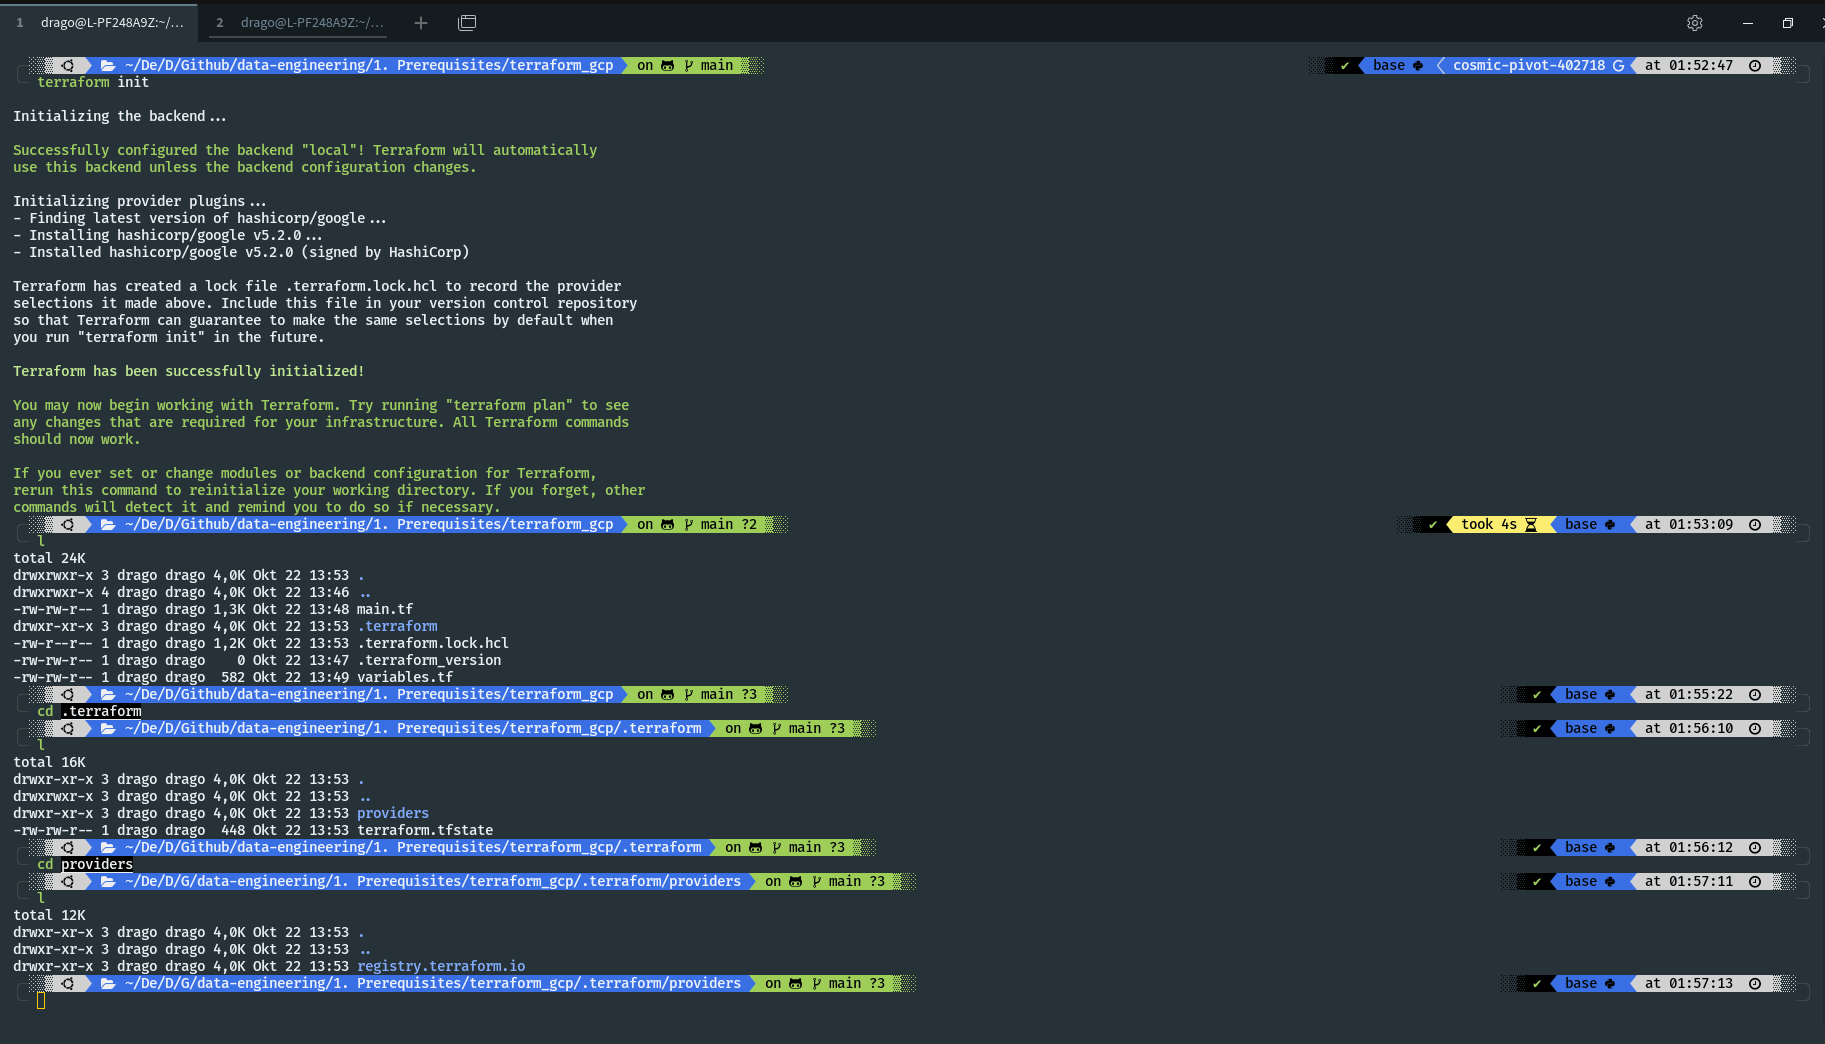 1 drago@L-PF248A9Z:~/... 2 drago@L-PF248A9Z:~/...
~/De/D/Github/data-engineering/1. Prerequisites/terraform_gcp on main ✔ base cosmic-pivot-402718 at 01:52:47
terraform init
Initializing the backend...
Successfully configured the backend "local"! Terraform will automatically
use this backend unless the backend configuration changes.
Initializing provider plugins...
- Finding latest version of hashicorp/google...
- Installing hashicorp/google v5.2.0...
- Installed hashicorp/google v5.2.0 (signed by HashiCorp)
Terraform has created a lock file .terraform.lock.hcl to record the provider
selections it made above. Include this file in your version control repository
so that Terraform can guarantee to make the same selections by default when
you run "terraform init" in the future.
Terraform has been successfully initialized!
You may now begin working with Terraform. Try running "terraform plan" to see
any changes that are required for your infrastructure. All Terraform commands
should now work.
If you ever set or change modules or backend configuration for Terraform,
rerun this command to reinitialize your working directory. If you forget, other
commands will detect it and remind you to do so if necessary.
~/De/D/Github/data-engineering/1. Prerequisites/terraform_gcp on main ?2 ✔ took 4s base at 01:53:09
l
total 24K
drwxrwxr-x 3 drago drago 4,0K Okt 22 13:53 .
drwxrwxr-x 4 drago drago 4,0K Okt 22 13:46 ..
-rw-rw-r-- 1 drago drago 1,3K Okt 22 13:48 main.tf
drwxr-xr-x 3 drago drago 4,0K Okt 22 13:53 .terraform
-rw-r--r-- 1 drago drago 1,2K Okt 22 13:53 .terraform.lock.hcl
-rw-rw-r-- 1 drago drago    0 Okt 22 13:47 .terraform_version
-rw-rw-r-- 1 drago drago  582 Okt 22 13:49 variables.tf
~/De/D/Github/data-engineering/1. Prerequisites/terraform_gcp on main ?3 ✔ base at 01:55:22
cd .terraform
~/De/D/Github/data-engineering/1. Prerequisites/terraform_gcp/.terraform on main ?3 ✔ base at 01:56:10
l
total 16K
drwxr-xr-x 3 drago drago 4,0K Okt 22 13:53 .
drwxrwxr-x 3 drago drago 4,0K Okt 22 13:53 ..
drwxr-xr-x 3 drago drago 4,0K Okt 22 13:53 providers
-rw-rw-r-- 1 drago drago  448 Okt 22 13:53 terraform.tfstate
~/De/D/Github/data-engineering/1. Prerequisites/terraform_gcp/.terraform on main ?3 ✔ base at 01:56:12
cd providers
~/De/D/G/data-engineering/1. Prerequisites/terraform_gcp/.terraform/providers on main ?3 ✔ base at 01:57:11
l
total 12K
drwxr-xr-x 3 drago drago 4,0K Okt 22 13:53 .
drwxr-xr-x 3 drago drago 4,0K Okt 22 13:53 ..
drwxr-xr-x 3 drago drago 4,0K Okt 22 13:53 registry.terraform.io
~/De/D/G/data-engineering/1. Prerequisites/terraform_gcp/.terraform/providers on main ?3 ✔ base at 01:57:13